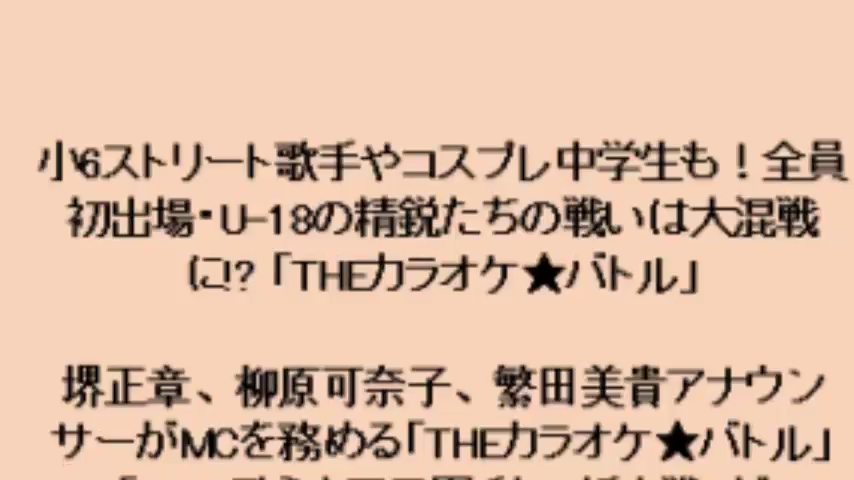 小6ストリート歌手やコスプレ中学生も！全員
初出場・U-18の精鋭たちの戦いは大混戦
に!?「THEカラオケ★バトル」
堺正章、柳原可奈子、繁田美貴アナウン
サーがMCを務める「THEカラオケ★バトル」